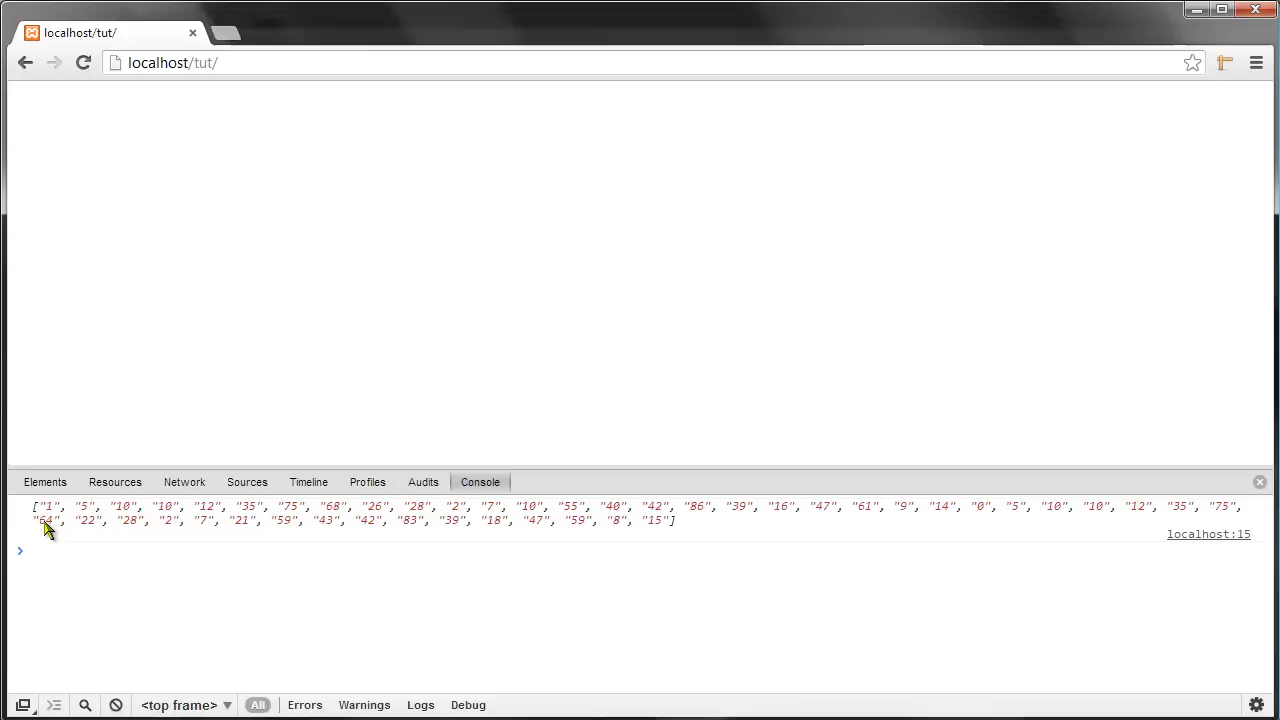 localhost/tut/
localhost/tut/
Elements Resources Network Sources Timeline Profiles Audits Console
["1", "5", "10", "10", "12", "35", "75", "68", "26", "28", "2", "7", "10", "55", "40", "42", "86", "39", "16", "47", "61", "9", "14", "0", "5", "10", "10", "12", "35", "75",
"64", "22", "28", "2", "7", "21", "59", "43", "42", "83", "39", "18", "47", "59", "8", "15"]
localhost:15
<top frame> All Errors Warnings Logs Debug